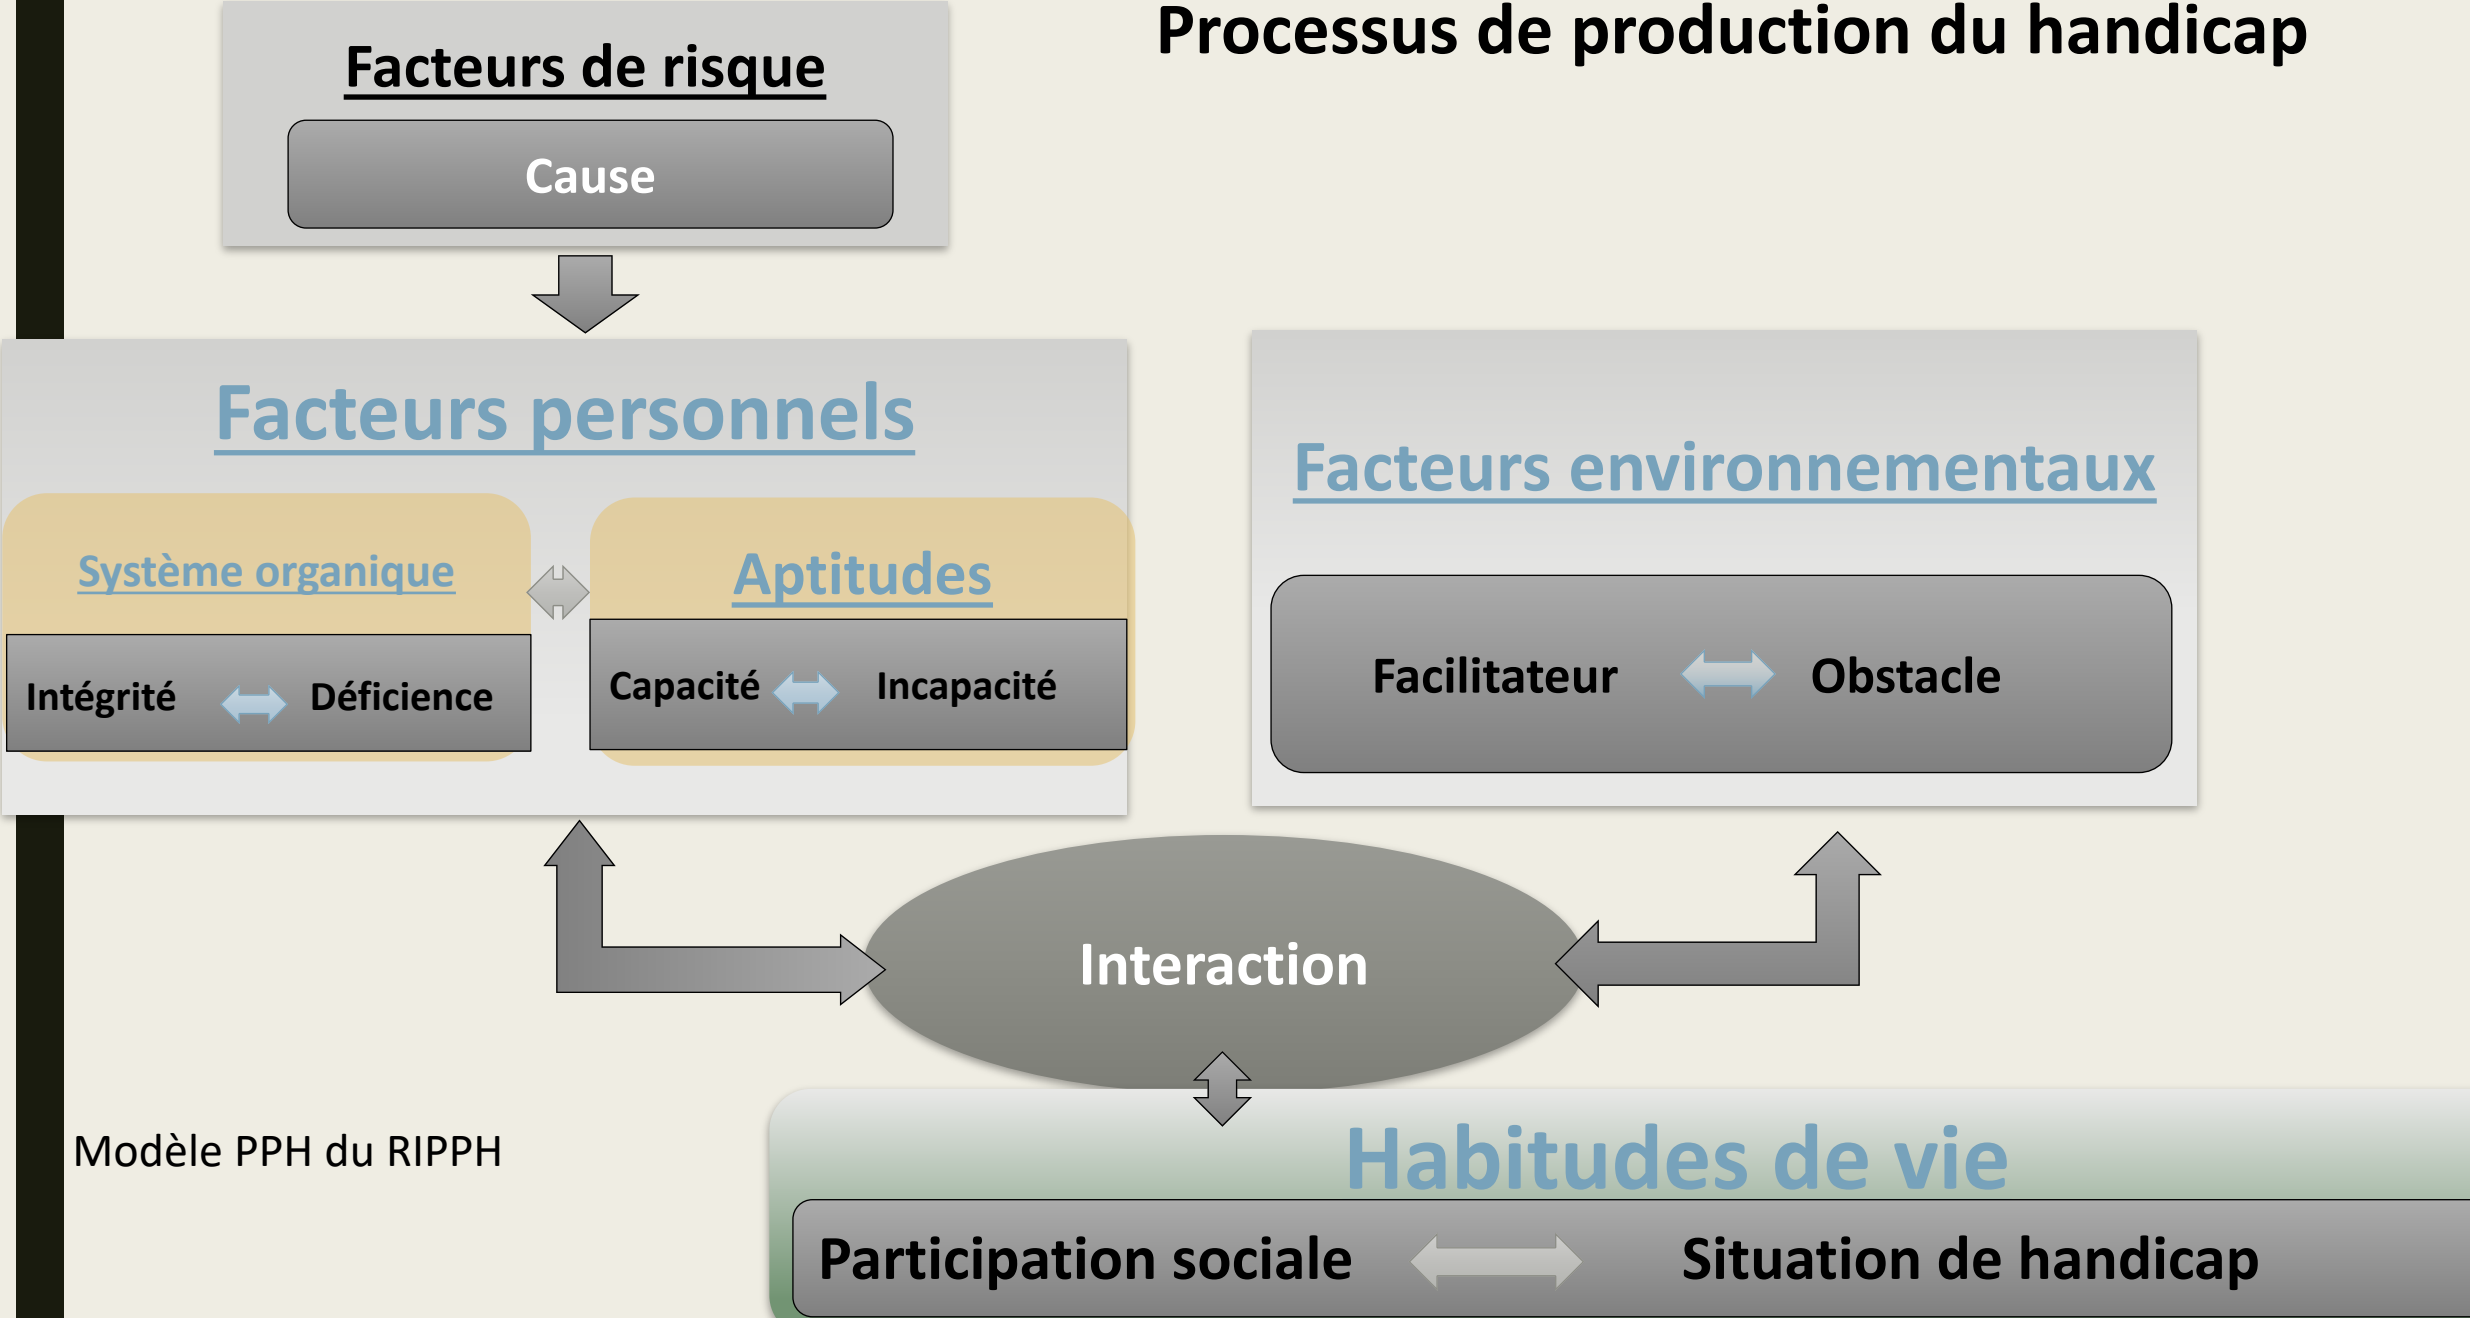 Processus de production du handicap
Facteurs de risque
Cause
Facteurs personnels
Système organique
Intégrité
Déficience
Aptitudes
Capacité
Incapacité
Facteurs environnementaux
Facilitateur
Obstacle
Interaction
Modèle PPH du RIPPH
Habitudes de vie
Participation sociale
Situation de handicap